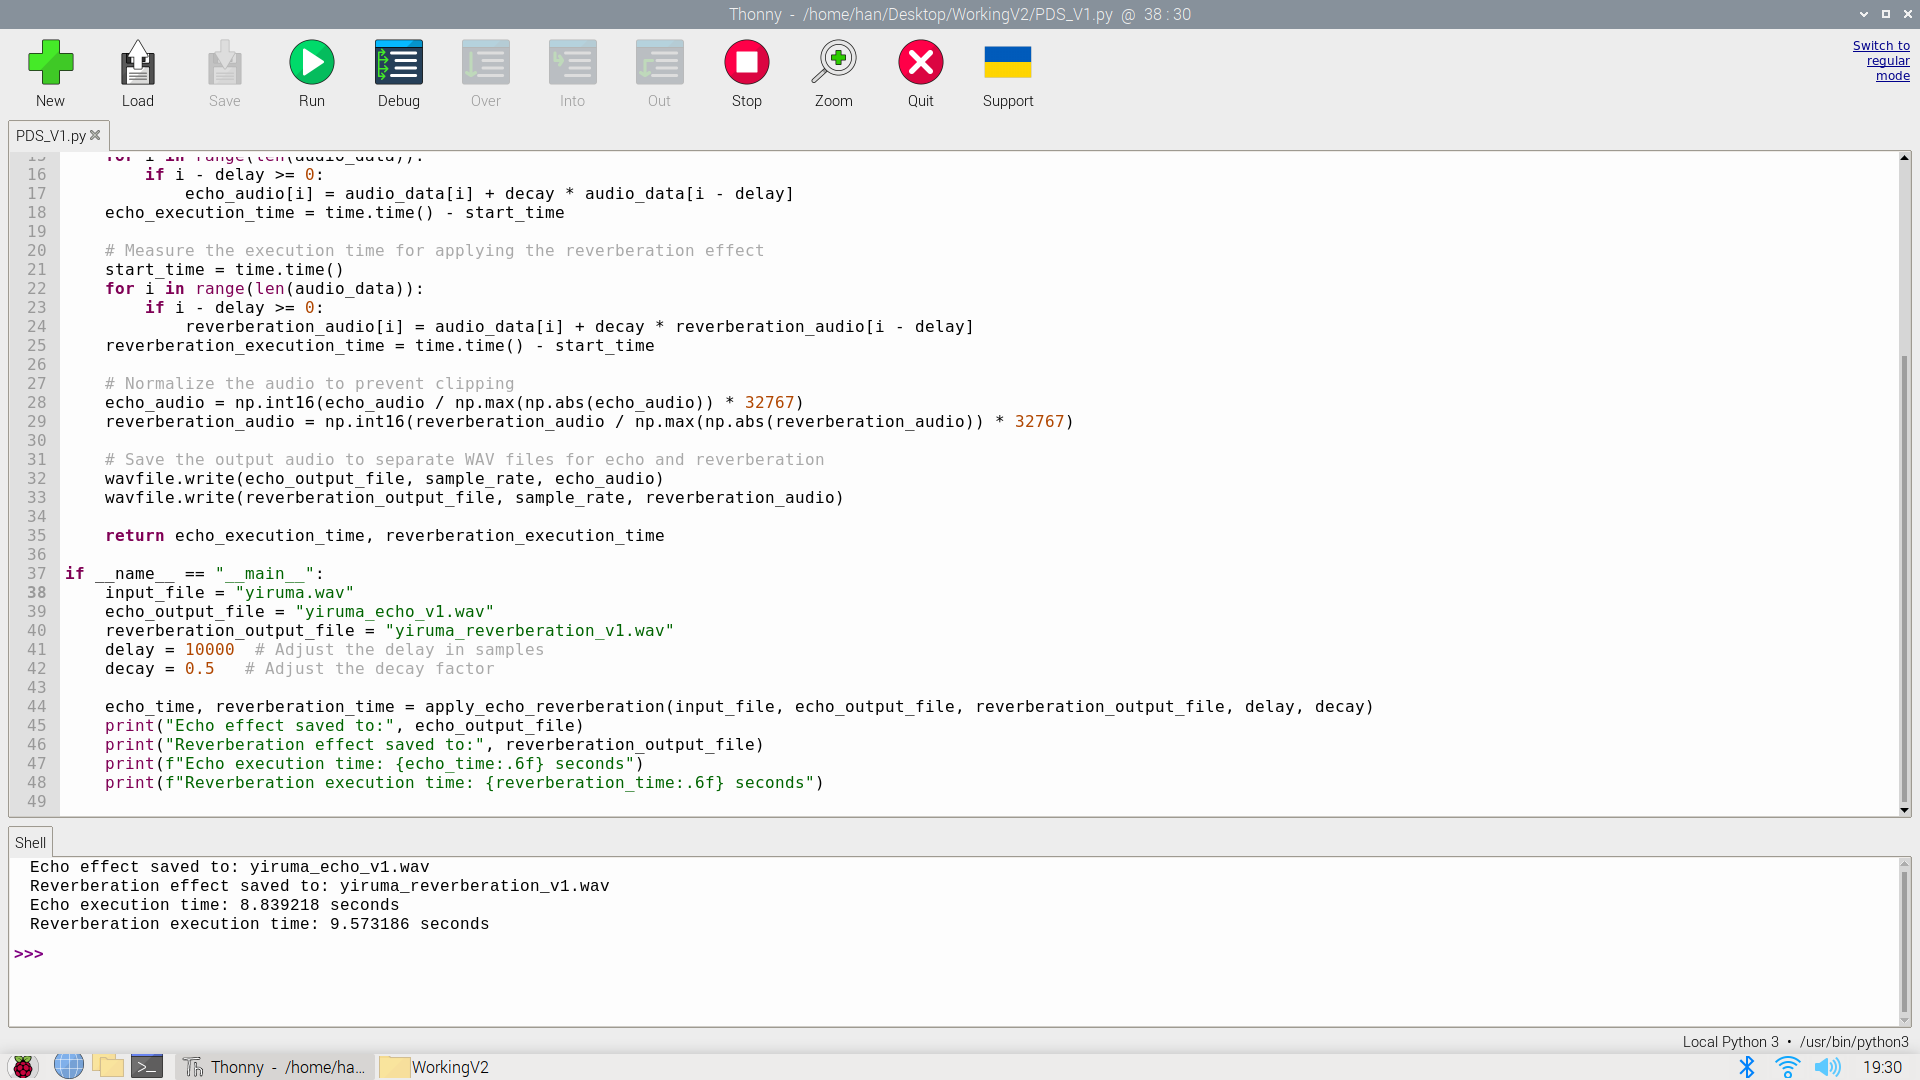 Thonny - /home/han/Desktop/WorkingV2/PDS_V1.py @ 38 : 30
New Load Save Run Debug Over Into Out Stop Zoom Quit Support
Switch to regular mode
PDS_V1.py
15     for i in range(len(audio_data)):
16         if i - delay >= 0:
17             echo_audio[i] = audio_data[i] + decay * audio_data[i - delay]
18     echo_execution_time = time.time() - start_time
19
20     # Measure the execution time for applying the reverberation effect
21     start_time = time.time()
22     for i in range(len(audio_data)):
23         if i - delay >= 0:
24             reverberation_audio[i] = audio_data[i] + decay * reverberation_audio[i - delay]
25     reverberation_execution_time = time.time() - start_time
26
27     # Normalize the audio to prevent clipping
28     echo_audio = np.int16(echo_audio / np.max(np.abs(echo_audio)) * 32767)
29     reverberation_audio = np.int16(reverberation_audio / np.max(np.abs(reverberation_audio)) * 32767)
30
31     # Save the output audio to separate WAV files for echo and reverberation
32     wavfile.write(echo_output_file, sample_rate, echo_audio)
33     wavfile.write(reverberation_output_file, sample_rate, reverberation_audio)
34
35     return echo_execution_time, reverberation_execution_time
36
37 if __name__ == "__main__":
38     input_file = "yiruma.wav"
39     echo_output_file = "yiruma_echo_v1.wav"
40     reverberation_output_file = "yiruma_reverberation_v1.wav"
41     delay = 10000  # Adjust the delay in samples
42     decay = 0.5   # Adjust the decay factor
43
44     echo_time, reverberation_time = apply_echo_reverberation(input_file, echo_output_file, reverberation_output_file, delay, decay)
45     print("Echo effect saved to:", echo_output_file)
46     print("Reverberation effect saved to:", reverberation_output_file)
47     print(f"Echo execution time: {echo_time:.6f} seconds")
48     print(f"Reverberation execution time: {reverberation_time:.6f} seconds")
49
Shell
Echo effect saved to: yiruma_echo_v1.wav
Reverberation effect saved to: yiruma_reverberation_v1.wav
Echo execution time: 8.839218 seconds
Reverberation execution time: 9.573186 seconds
>>>
Local Python 3 • /usr/bin/python3
Thonny - /home/ha... WorkingV2 19:30